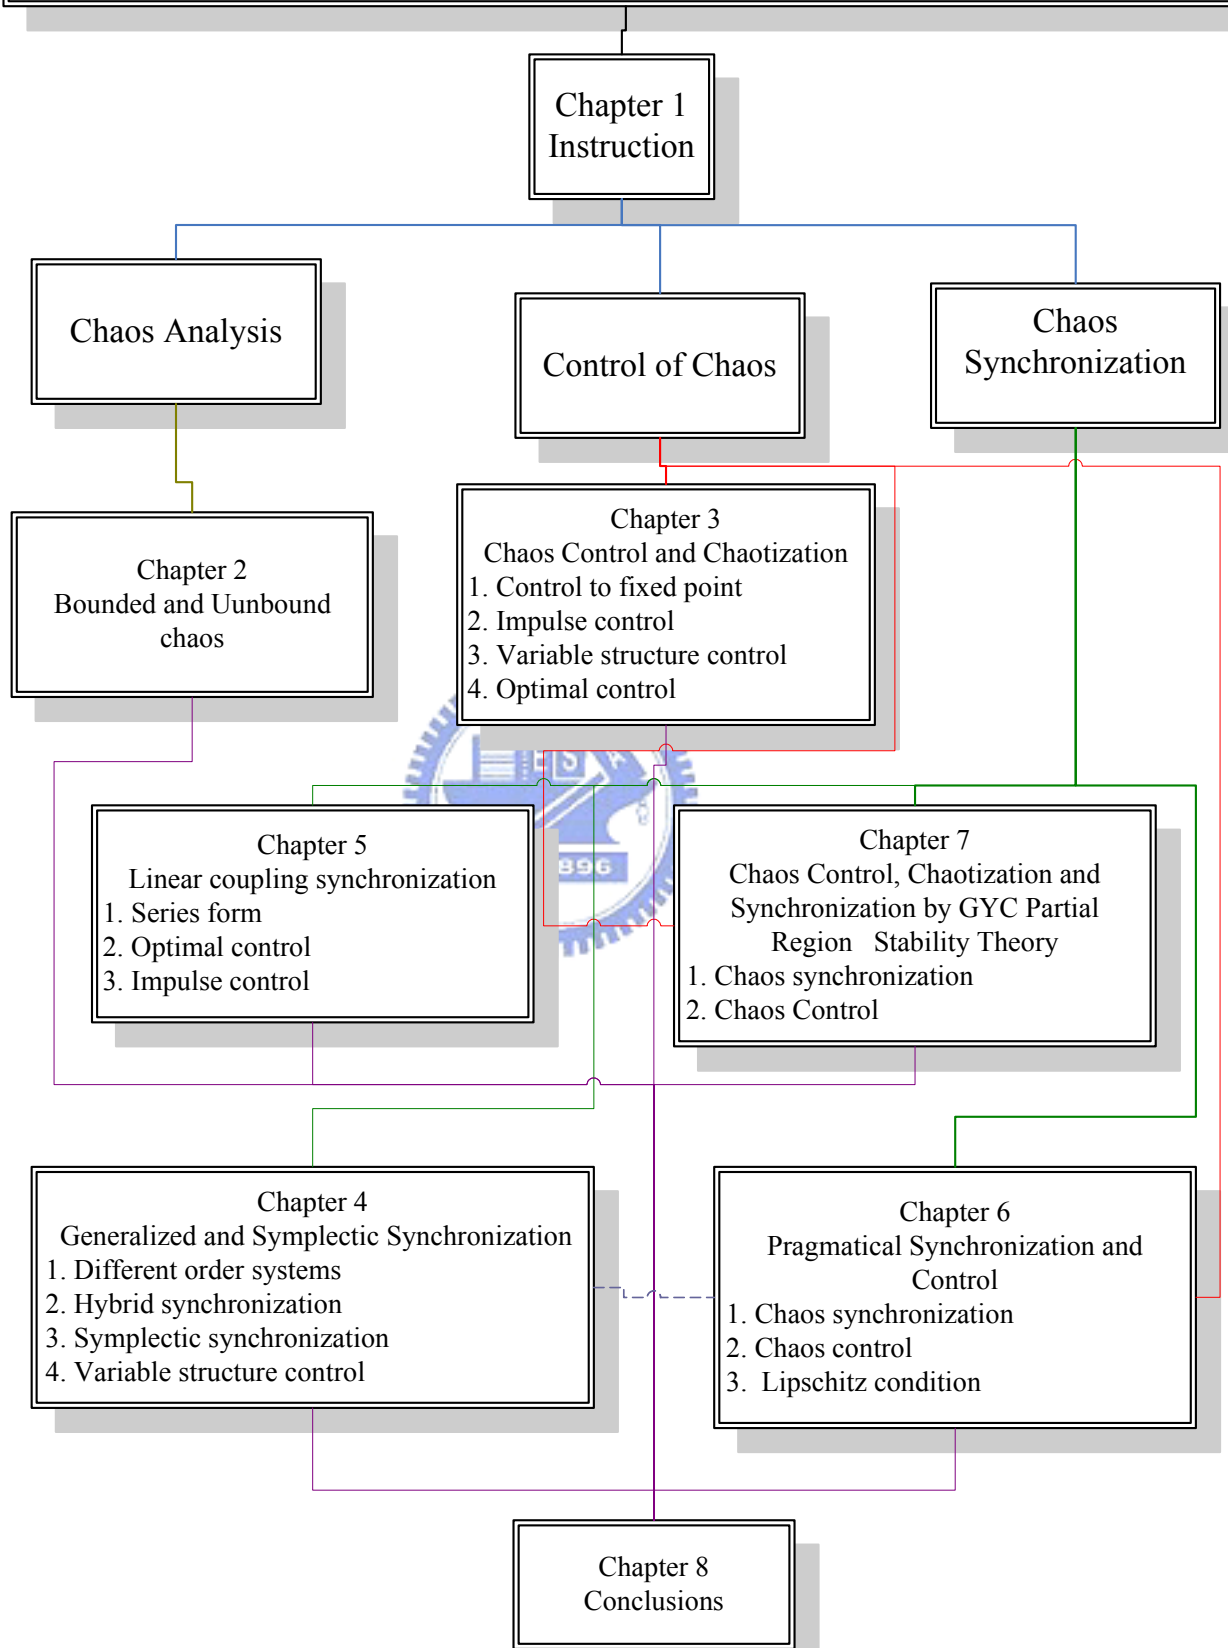 Chapter 1
Instruction
Chaos Analysis
Control of Chaos
Chaos
Synchronization
Chapter 2
Bounded and Uunbound
chaos
Chapter 3
Chaos Control and Chaotization
1. Control to fixed point
2. Impulse control
3. Variable structure control
4. Optimal control
Chapter 5
Linear coupling synchronization
1. Series form
2. Optimal control
3. Impulse control
Chapter 7
Chaos Control, Chaotization and
Synchronization by GYC Partial
Region Stability Theory
1. Chaos synchronization
2. Chaos Control
Chapter 4
Generalized and Symplectic Synchronization
1. Different order systems
2. Hybrid synchronization
3. Symplectic synchronization
4. Variable structure control
Chapter 6
Pragmatical Synchronization and
Control
1. Chaos synchronization
2. Chaos control
3. Lipschitz condition
Chapter 8
Conclusions